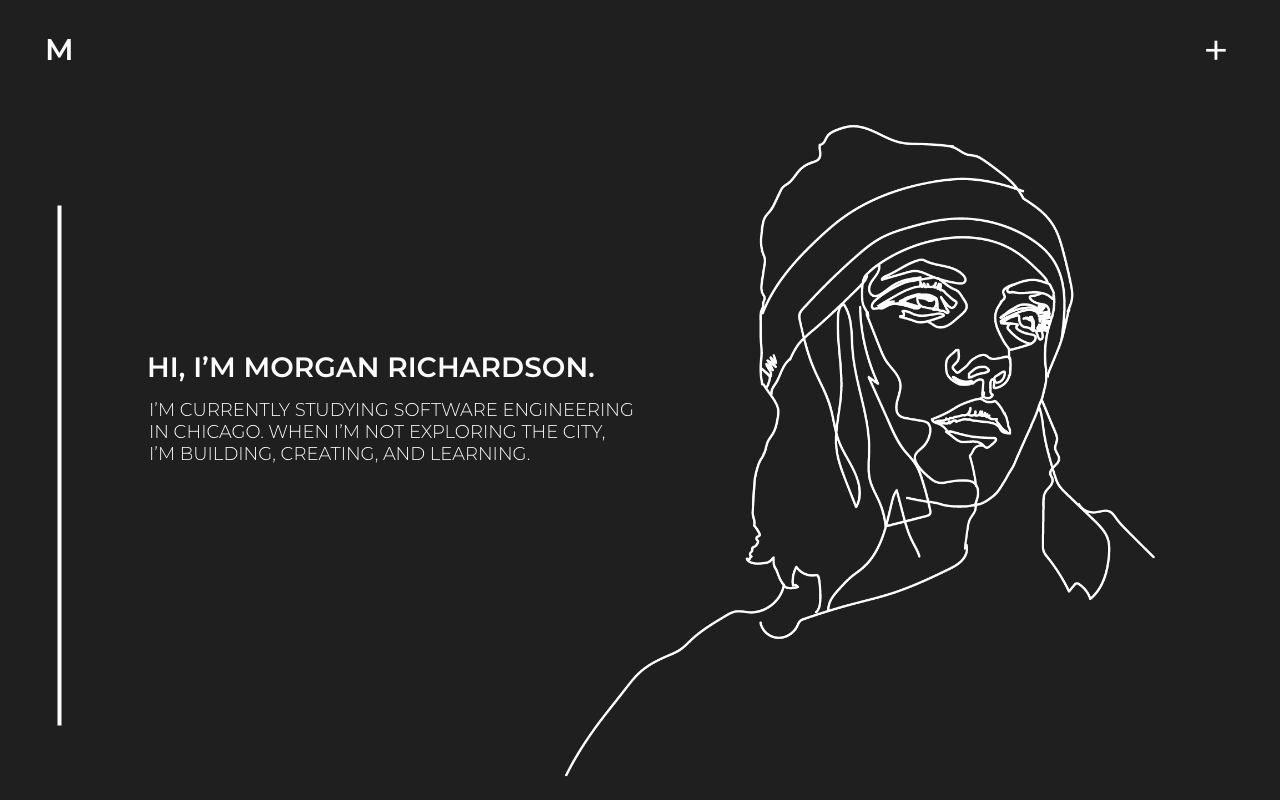 M
+
HI, I’M MORGAN RICHARDSON.
I’M CURRENTLY STUDYING SOFTWARE ENGINEERING
IN CHICAGO. WHEN I’M NOT EXPLORING THE CITY,
I’M BUILDING, CREATING, AND LEARNING.